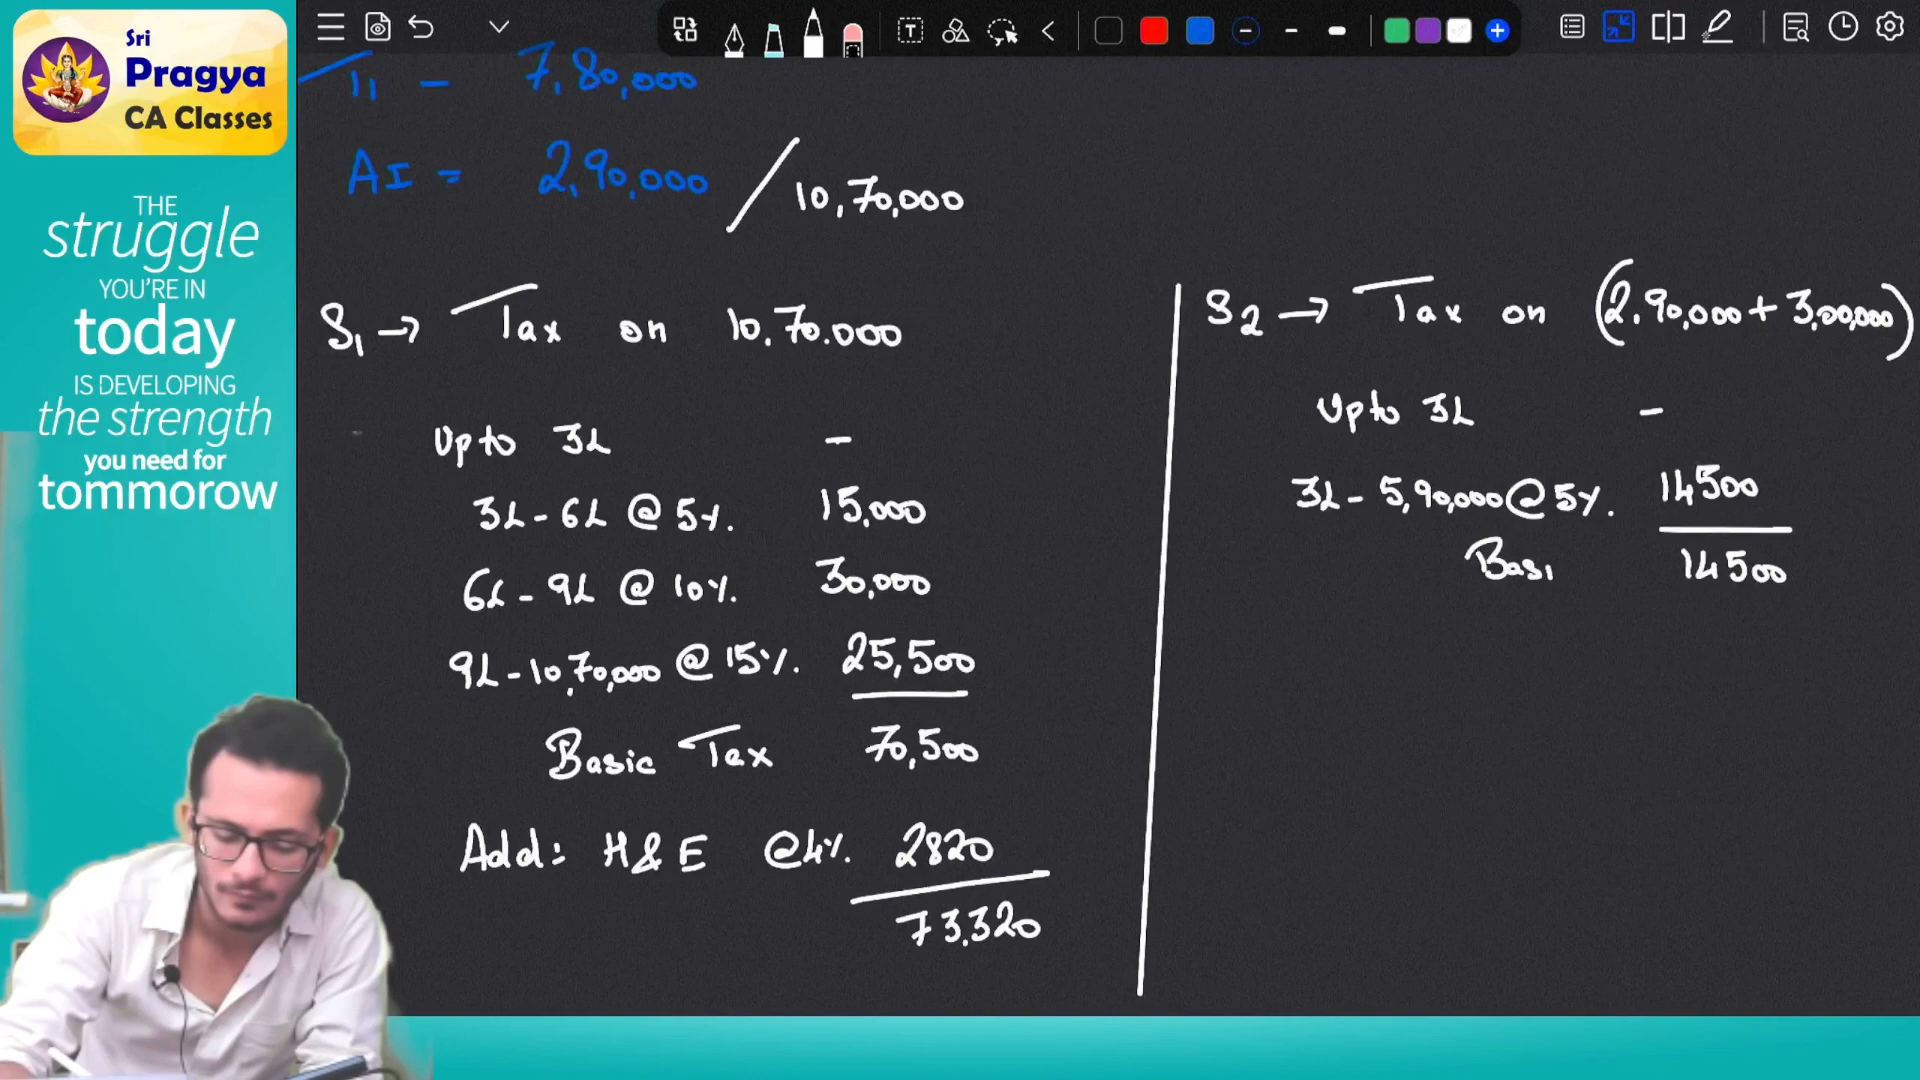 Sri
Pragya
CA Classes
THE
struggle
YOU'RE IN
today
IS DEVELOPING
the strength
you need for
tommorow
TI - 7,80,000
AI = 2,90,000 / 10,70,000
S1 → Tax on 10,70.000
Upto 3L -
3L - 6L @ 5%. 15,000
6L - 9L @ 10%. 30,000
9L - 10,70,000 @ 15%. 25,500
Basic Tax 70,500
Add: H & E @4%. 2820
73,320
S2 → Tax on (2,90,000 + 3,00,000)
Upto 3L -
3L - 5,90,000 @ 5%. 14500
Basi 14500